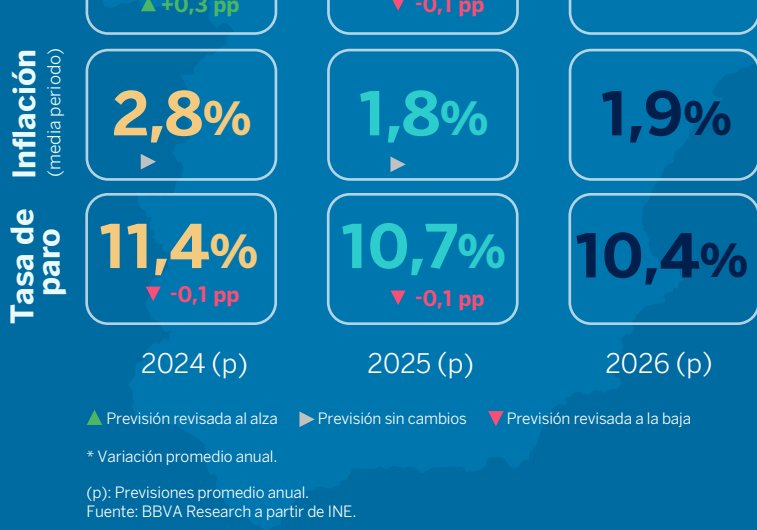 +0,3 pp
-0,1 pp
Inflación
(media periodo)
2,8%
1,8%
1,9%
Tasa de
paro
11,4%
-0,1 pp
10,7%
-0,1 pp
10,4%
2024 (p)
2025 (p)
2026 (p)
Previsión revisada al alza
Previsión sin cambios
Previsión revisada a la baja
* Variación promedio anual.
(p): Previsiones promedio anual.
Fuente: BBVA Research a partir de INE.